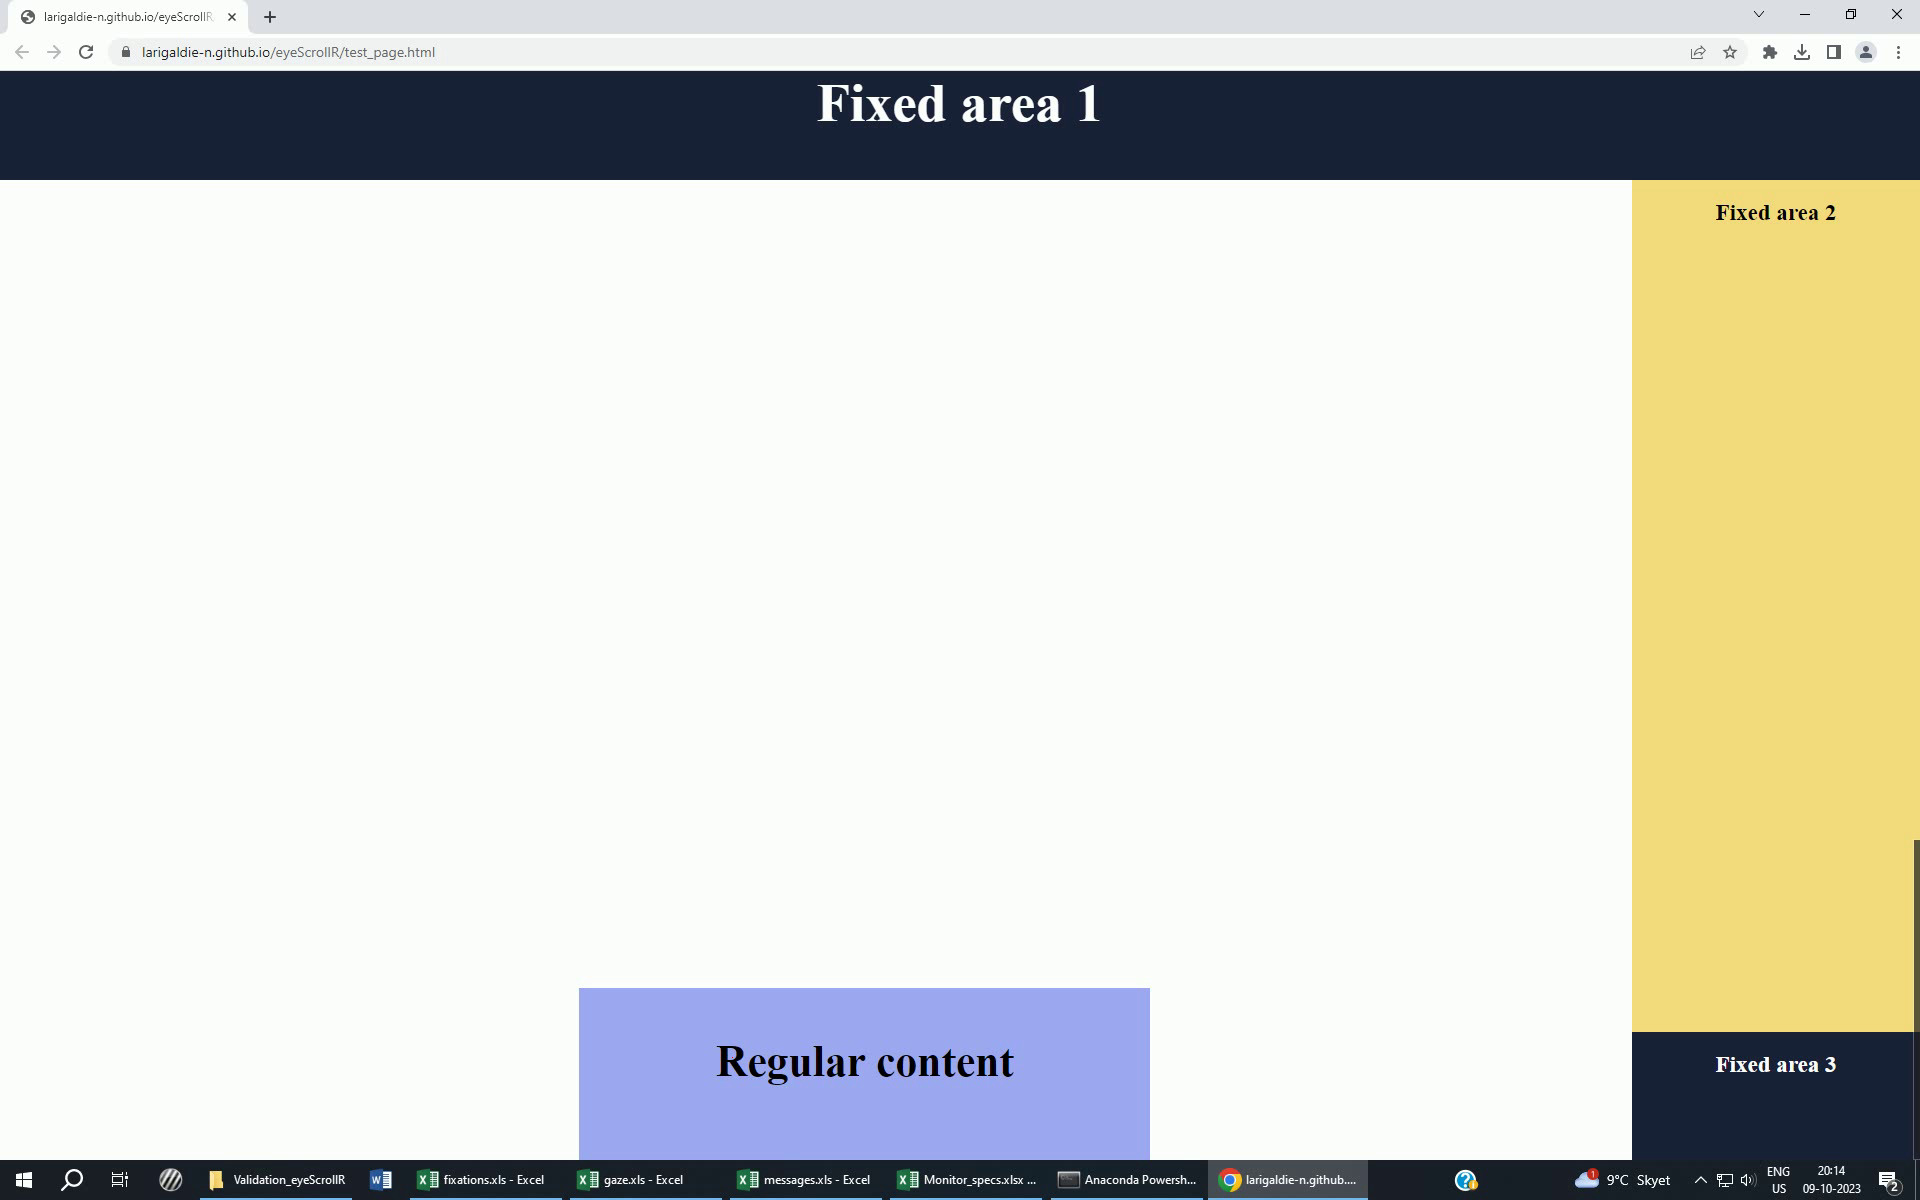 larigaldie-n.github.io/eyeScrollR
larigaldie-n.github.io/eyeScrollR/test_page.html
Fixed area 1
Fixed area 2
Regular content
Fixed area 3
Validation_eyeScrollR
fixations.xls - Excel
gaze.xls - Excel
messages.xls - Excel
Monitor_specs.xlsx ...
Anaconda Powersh...
larigaldie-n.github....
1
9°C Skyet
ENG
US
20:14
09-10-2023
2